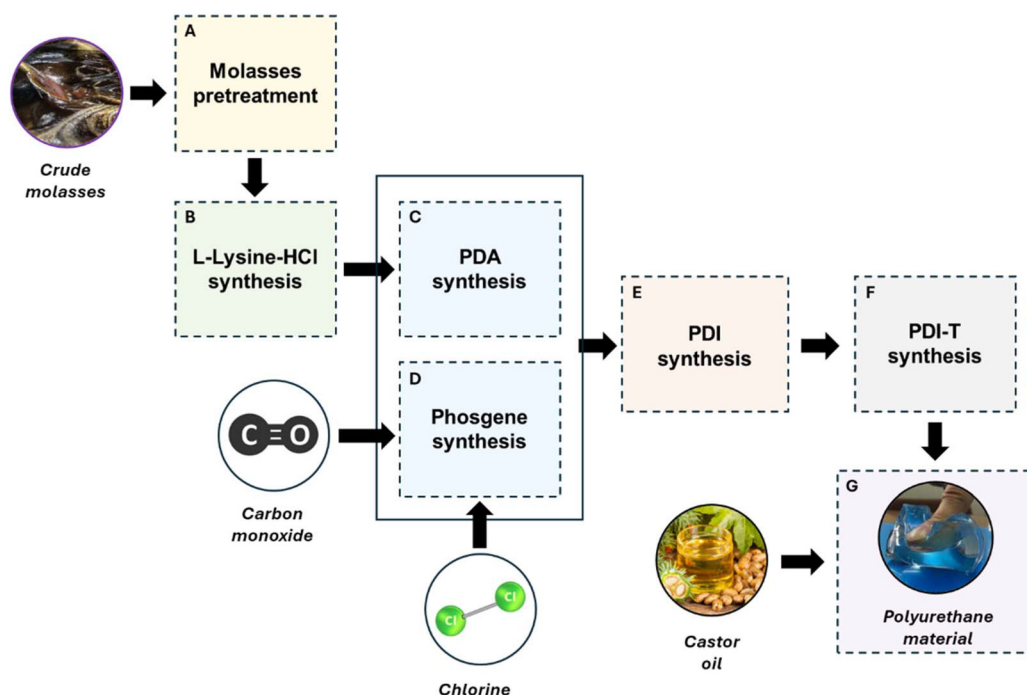 A
Molasses
pretreatment
Crude
molasses
B
L-Lysine-HCl
synthesis
C
PDA
synthesis
D
Phosgene
synthesis
C≡O
Carbon
monoxide
Cl
Cl
Chlorine
E
PDI
synthesis
F
PDI-T
synthesis
G
Castor
oil
Polyurethane
material